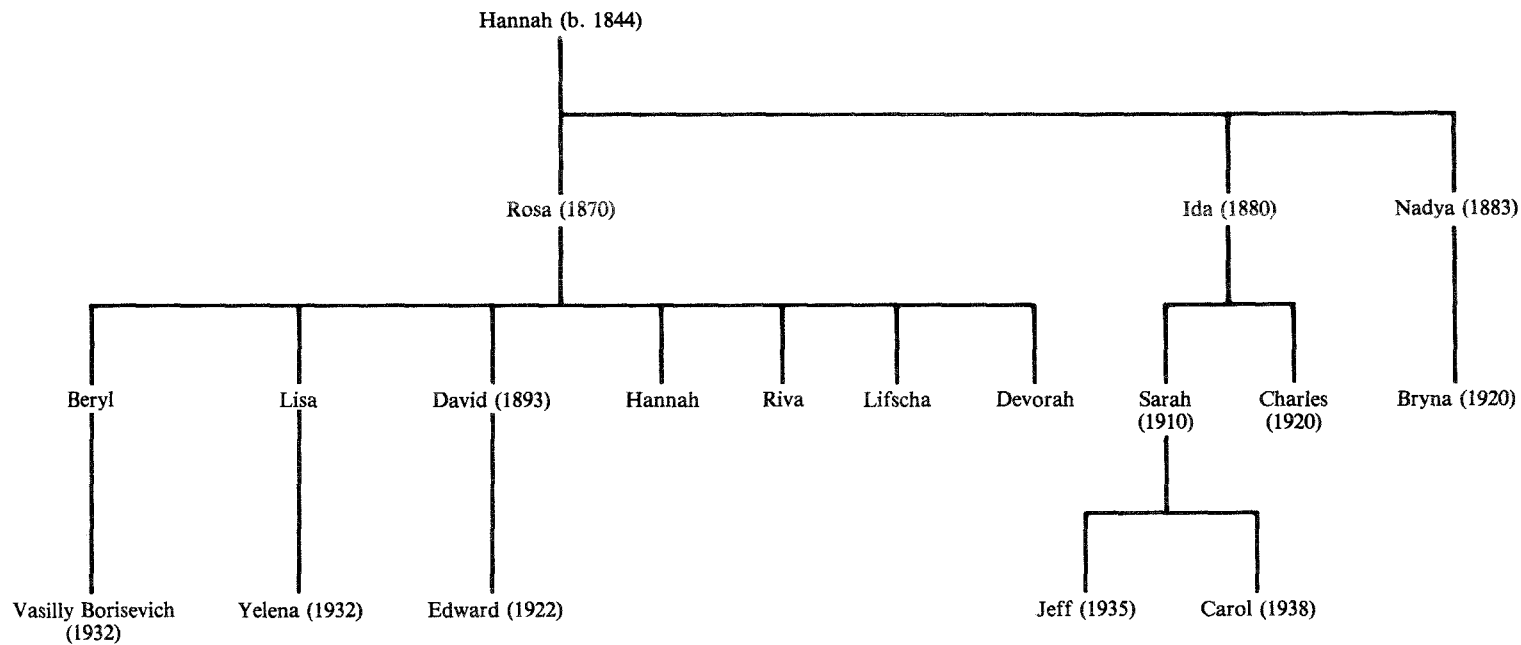 Hannah (b. 1844)
Rosa (1870)
Ida (1880)
Nadya (1883)
Beryl
Lisa
David (1893)
Hannah
Riva
Lifscha
Devorah
Sarah
(1910)
Charles
(1920)
Bryna (1920)
Vasilly Borisevich
(1932)
Yelena (1932)
Edward (1922)
Jeff (1935)
Carol (1938)